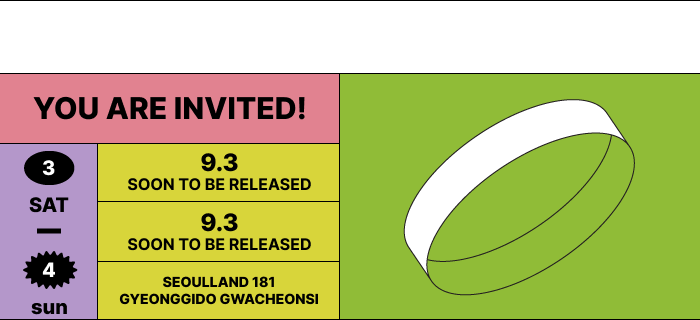 YOU ARE INVITED!
3
SAT
4
sun
9.3
SOON TO BE RELEASED
9.3
SOON TO BE RELEASED
SEOULLAND 181
GYEONGGIDO GWACHEONSI